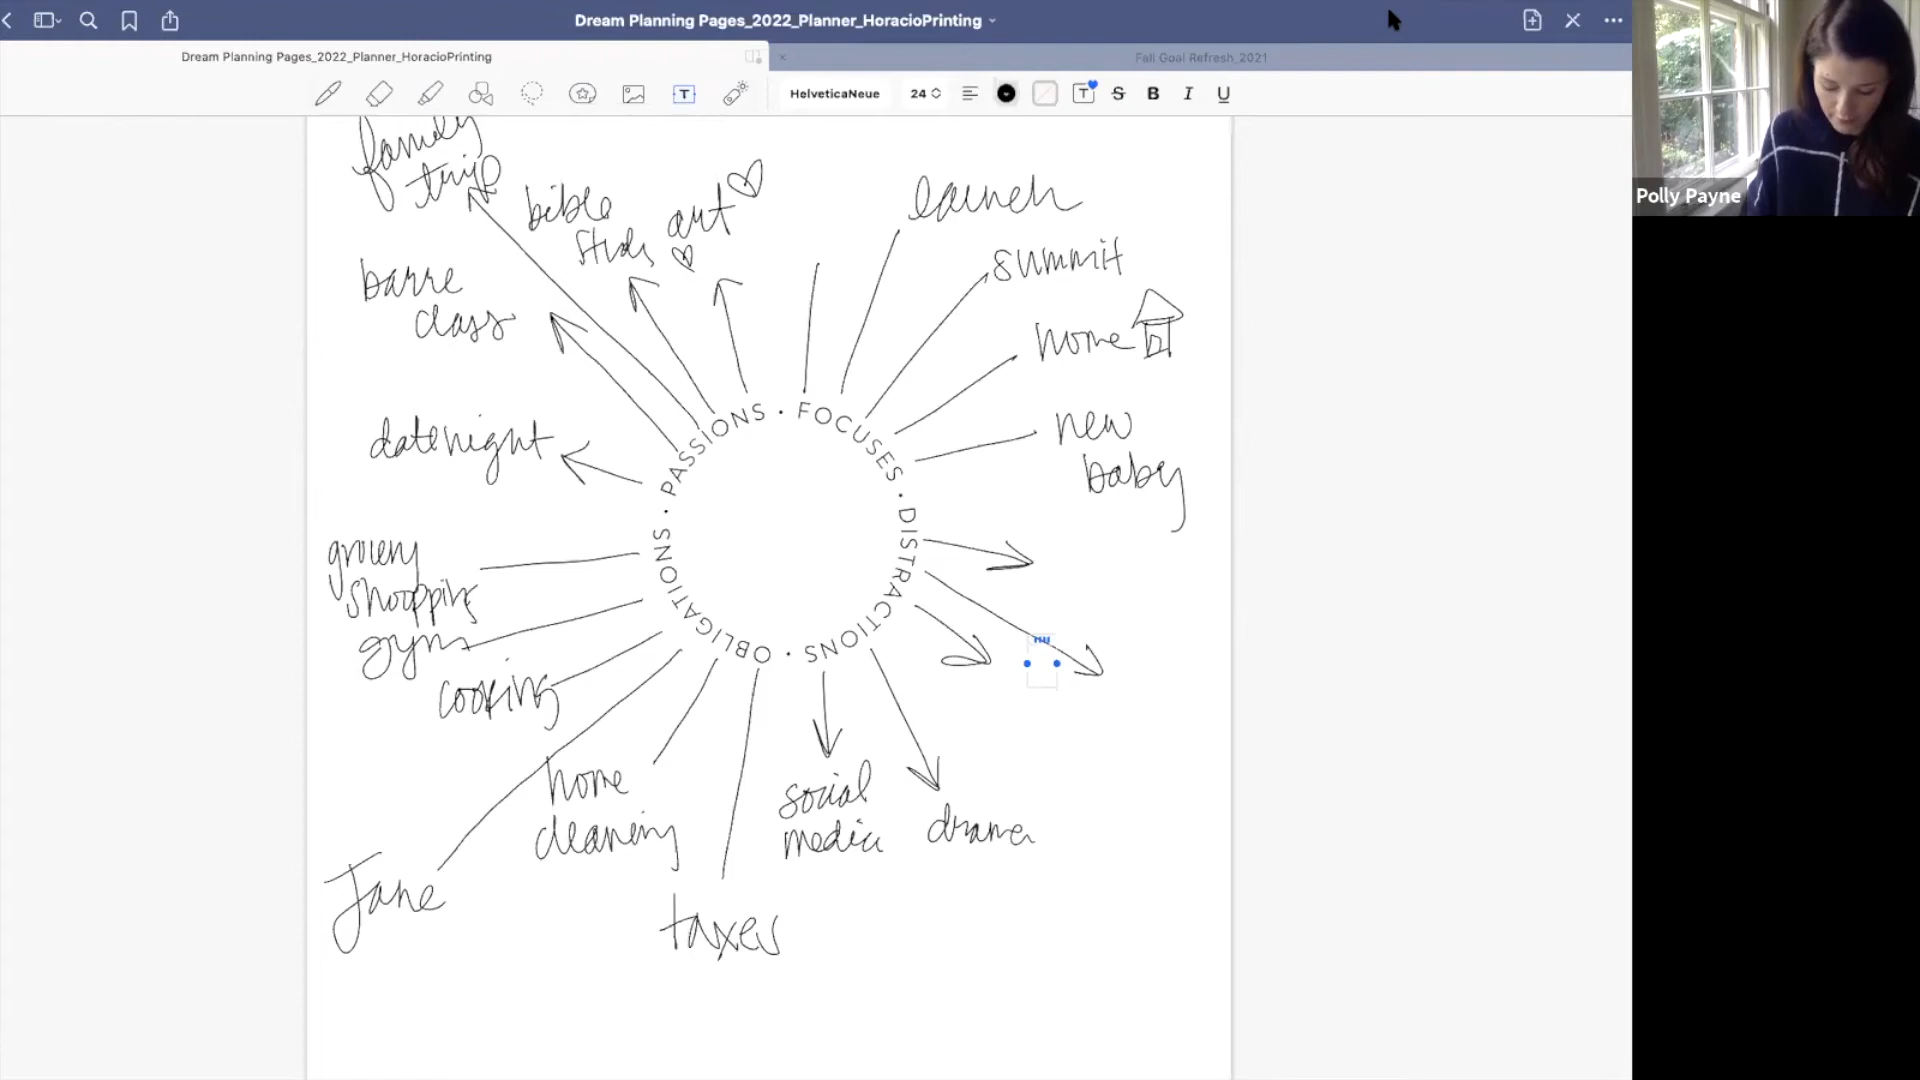 Dream Planning Pages_2022_Planner_HoracioPrinting
Dream Planning Pages_2022_Planner_HoracioPrinting
Fall Goal Refresh_2021
HelveticaNeue
24
T
T
S
B
I
U
Polly Payne
family
trip
bible
study
art
launch
summit
barre
class
home
new
baby
date night
PASSIONS · FOCUSES · DISTRACTIONS · OBLIGATIONS ·
grocery
shopping
gym
cooking
home
cleaning
social
media
drama
Jane
taxes